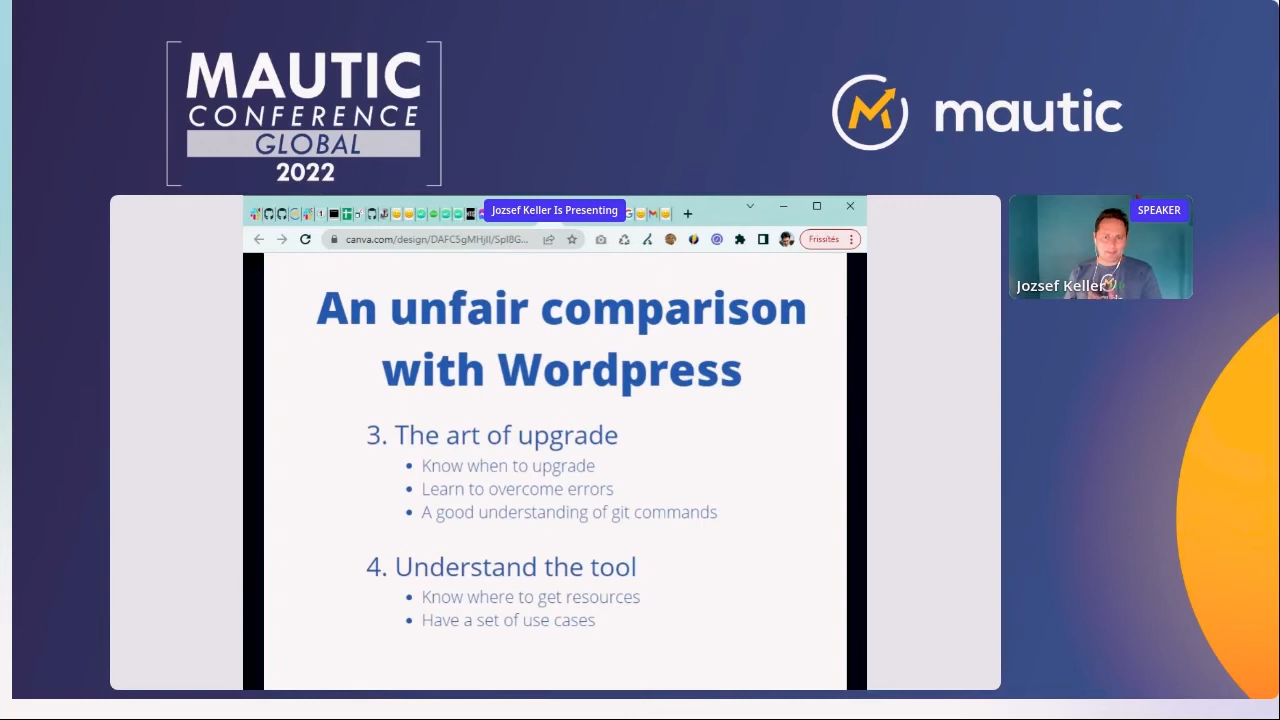 MAUTIC
CONFERENCE
GLOBAL
2022
mautic
Jozsef Keller Is Presenting
canva.com/design/DAFCSgMHjII/SpI8G...
Frissítés
SPEAKER
Jozsef Keller
An unfair comparison
with Wordpress
3. The art of upgrade
• Know when to upgrade
• Learn to overcome errors
• A good understanding of git commands
4. Understand the tool
• Know where to get resources
• Have a set of use cases